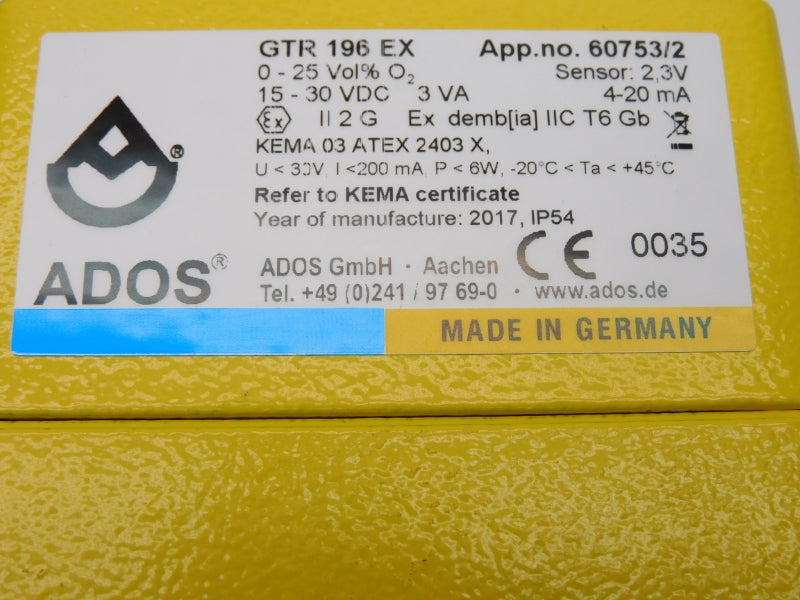 GTR 196 EX App.no. 60753/2
0 - 25 Vol% O₂ Sensor: 2,3V
15 - 30 VDC 3 VA 4-20 mA
Ex II 2 G Ex demb[ia] IIC T6 Gb
KEMA 03 ATEX 2403 X,
U < 30V, I <200 mA, P < 6W, -20°C < Ta < +45°C
Refer to KEMA certificate
Year of manufacture: 2017, IP54
CE 0035
ADOS®
ADOS GmbH · Aachen
Tel. +49 (0)241 / 97 69-0 · www.ados.de
MADE IN GERMANY